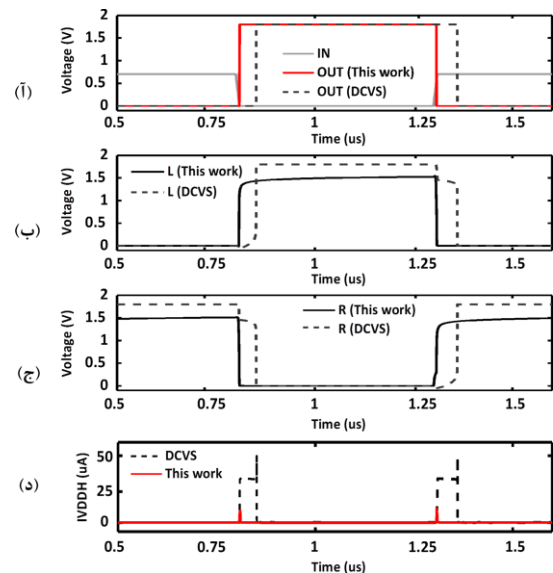 (آ)
Voltage (V)
2
1.5
1
0.5
0
IN
OUT (This work)
OUT (DCVS)
0.5
0.75
1
1.25
1.5
Time (us)
(ب)
Voltage (V)
2
1.5
1
0.5
0
L (This work)
L (DCVS)
0.5
0.75
1
1.25
1.5
Time (us)
(ج)
Voltage (V)
2
1.5
1
0.5
0
R (This work)
R (DCVS)
0.5
0.75
1
1.25
1.5
Time (us)
(د)
IVDDH (uA)
50
25
0
DCVS
This work
0.5
0.75
1
1.25
1.5
Time (us)